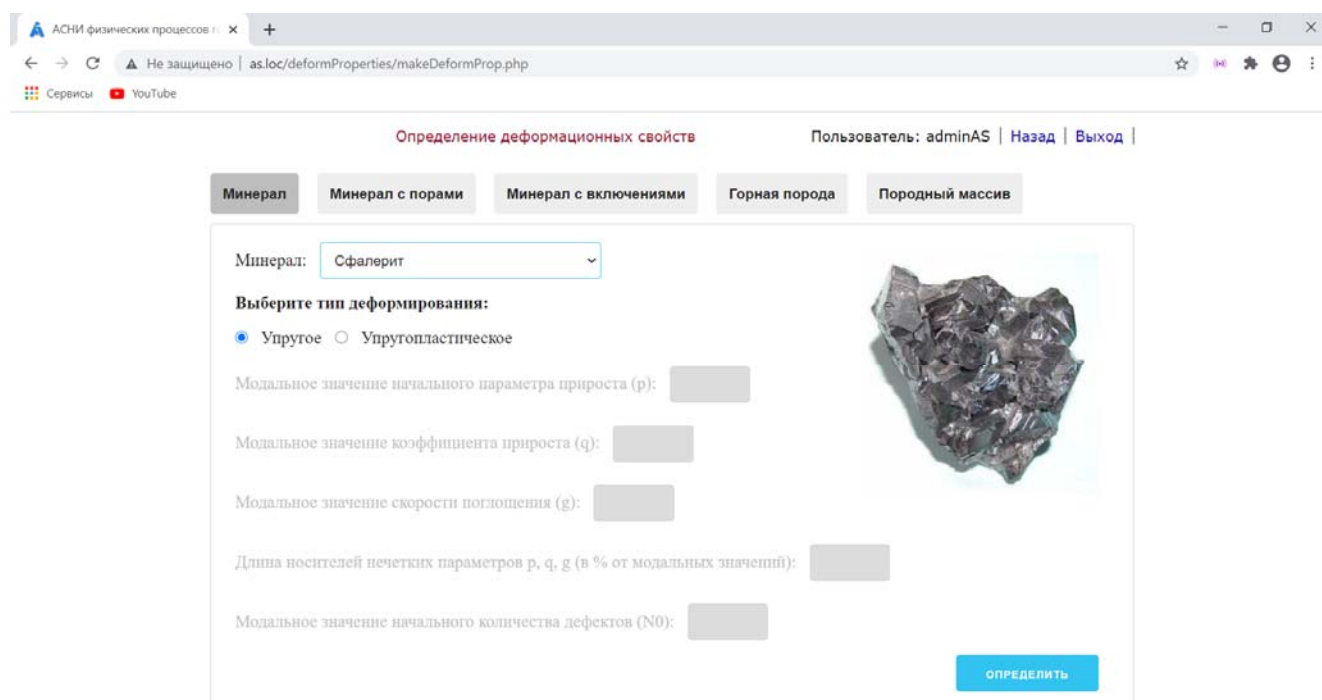 АСНИ физических процессов г
Не защищено | as.loc/deformProperties/makeDeformProp.php
Сервисы YouTube
Определение деформационных свойств Пользователь: adminAS | Назад | Выход |
Минерал Минерал с порами Минерал с включениями Горная порода Породный массив
Минерал: Сфалерит
Выберите тип деформирования:
Упругое Упругопластическое
Модальное значение начального параметра прироста (p):
Модальное значение коэффициента прироста (q):
Модальное значение скорости поглощения (g):
Длина носителей нечетких параметров p, q, g (в % от модальных значений):
Модальное значение начального количества дефектов (N0):
ОПРЕДЕЛИТЬ